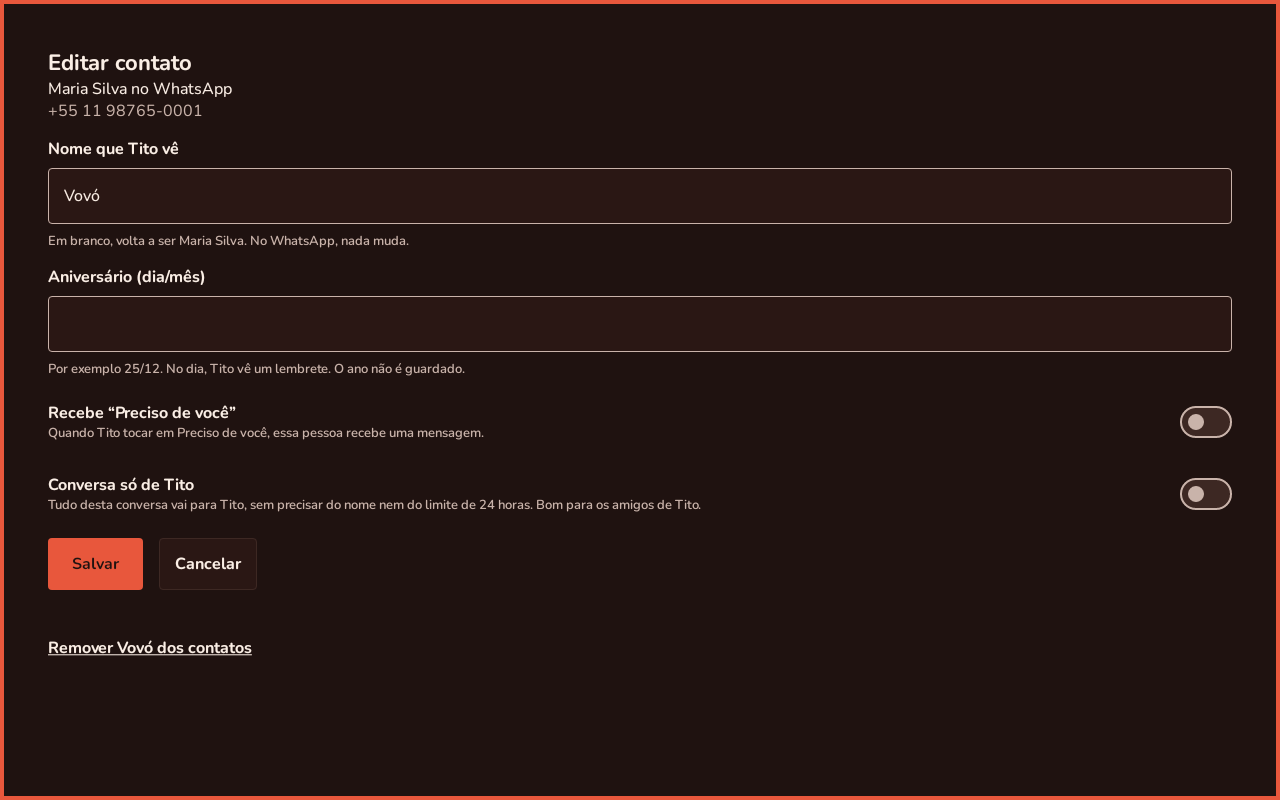 Editar contato
Maria Silva no WhatsApp
+55 11 98765-0001
Nome que Tito vê
Vovó
Em branco, volta a ser Maria Silva. No WhatsApp, nada muda.
Aniversário (dia/mês)
Por exemplo 25/12. No dia, Tito vê um lembrete. O ano não é guardado.
Recebe “Preciso de você”
Quando Tito tocar em Preciso de você, essa pessoa recebe uma mensagem.
Conversa só de Tito
Tudo desta conversa vai para Tito, sem precisar do nome nem do limite de 24 horas. Bom para os amigos de Tito.
Salvar
Cancelar
Remover Vovó dos contatos